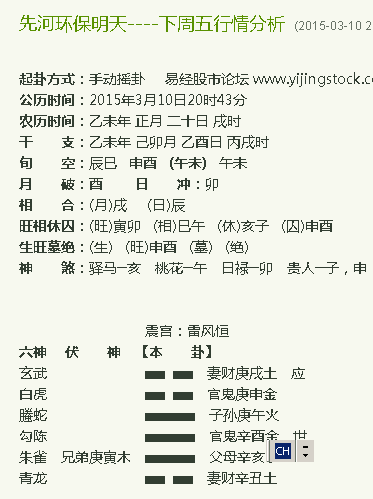 先河环保明天----下周五行情分析 (2015-03-10 2
起卦方式：手动摇卦 易经股市论坛 www.yijingstock.c
公历时间：2015年3月10日20时43分
农历时间：乙未年 正月 二十日 戌时
干 支：乙未年 己卯月 乙酉日 丙戌时
旬 空：辰巳 申酉 (午未) 午未
月 破：酉 日 冲：卯
相 合：(月)戌 (日)辰
旺相休囚：(旺)寅卯 (相)巳午 (休)亥子 (囚)申酉
生旺墓绝：(生) (旺)申酉 (墓) (绝)
神 煞：驿马—亥 桃花—午 日禄—卯 贵人—子，申
震宫：雷风恒
六神 伏 神 【本 卦】
玄武 妻财庚戌土 应
白虎 官鬼庚申金
螣蛇 子孙庚午火
勾陈 官鬼辛酉金 世
朱雀 兄弟庚寅木 父母辛亥
CH
青龙 妻财辛丑土